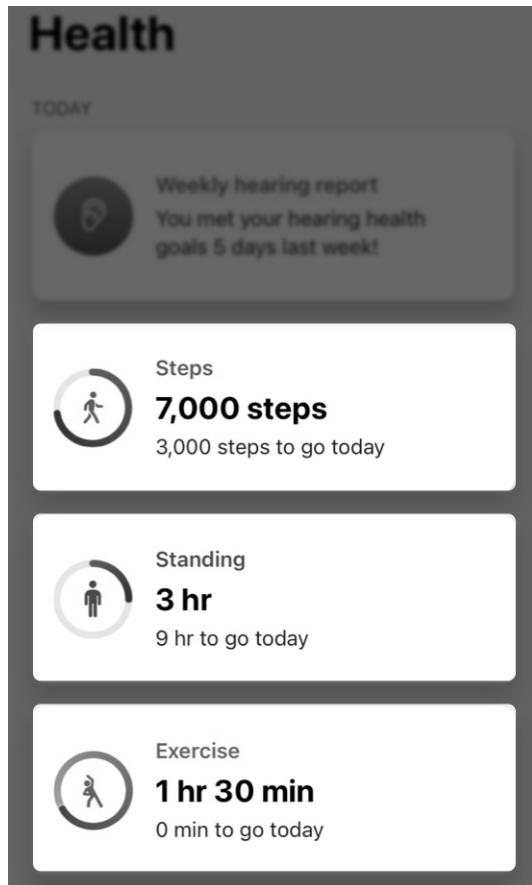 Health
TODAY
Weekly hearing report
You met your hearing health
goals 5 days last week!
Steps
7,000 steps
3,000 steps to go today
Standing
3 hr
9 hr to go today
Exercise
1 hr 30 min
0 min to go today